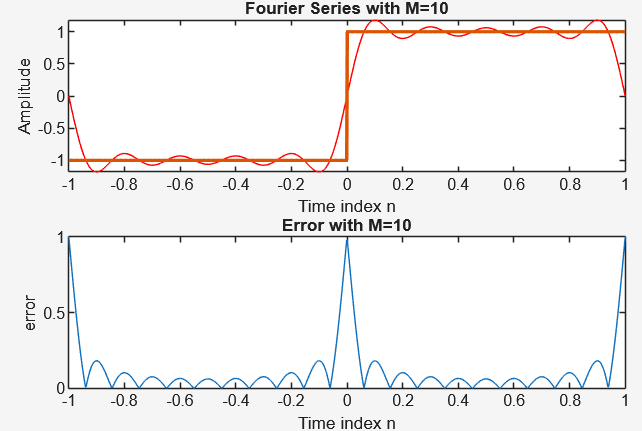 Fourier Series with M=10
1
0.5
0
-0.5
-1
Amplitude
-1 -0.8 -0.6 -0.4 -0.2 0 0.2 0.4 0.6 0.8 1
Time index n
Error with M=10
1
0.5
0
error
-1 -0.8 -0.6 -0.4 -0.2 0 0.2 0.4 0.6 0.8 1
Time index n